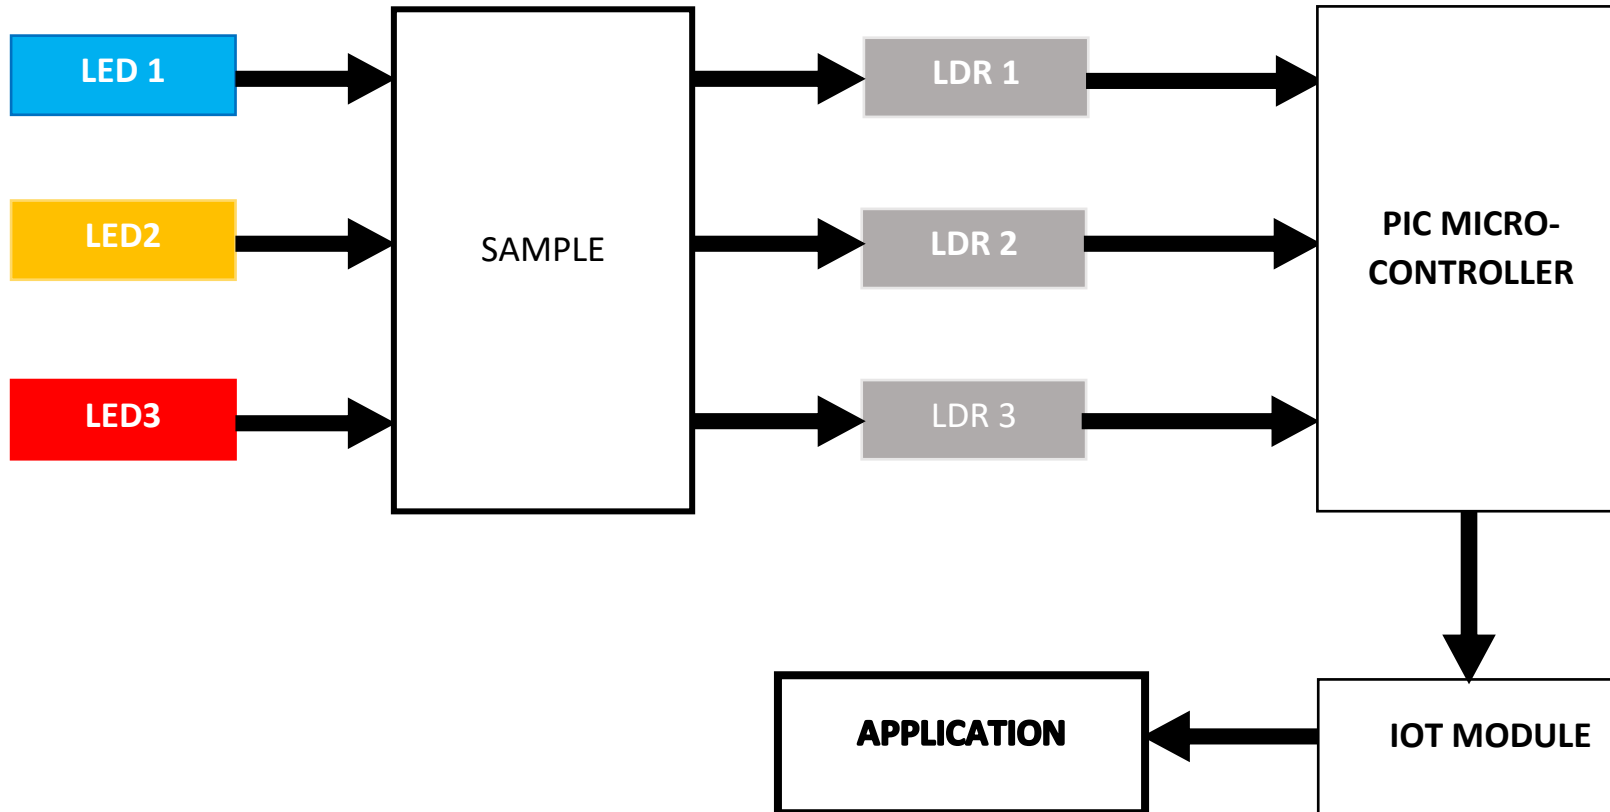 LED 1
LDR 1
LED2
SAMPLE
LDR 2
PIC MICRO-
CONTROLLER
LED3
LDR 3
APPLICATION
IOT MODULE